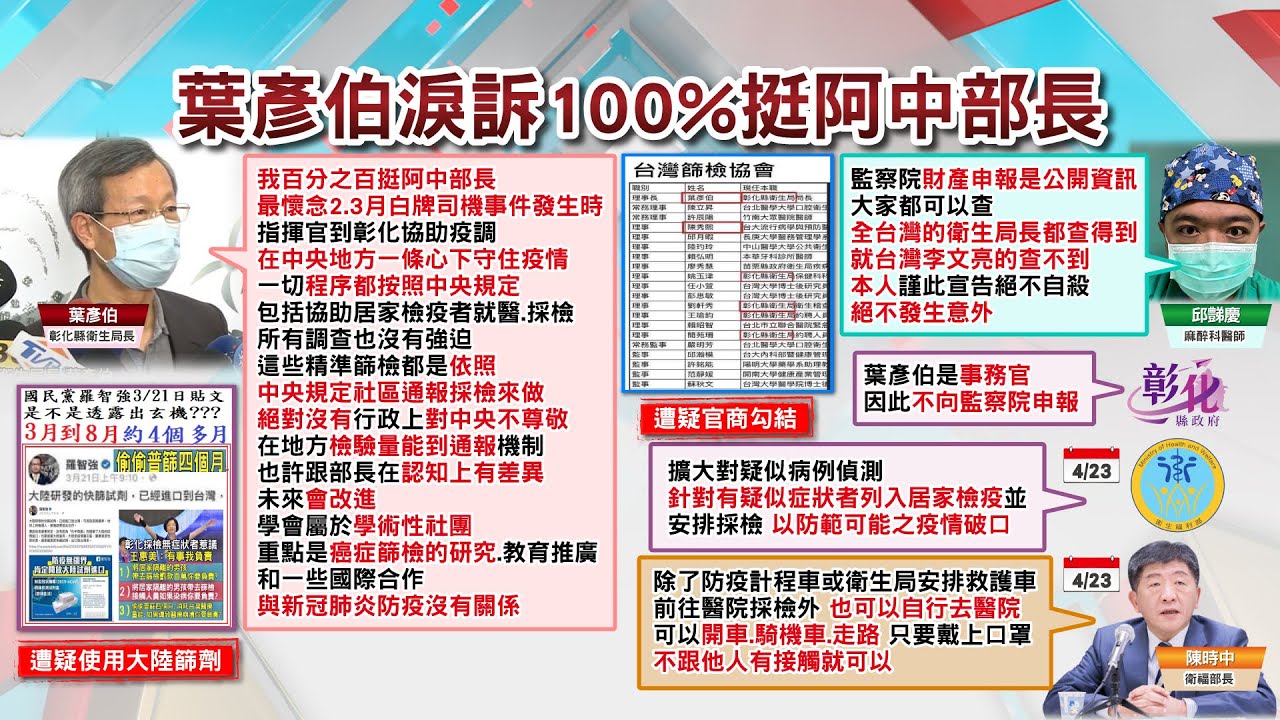 葉彥伯淚訴100%挺阿中部長
葉彥伯
彰化縣衛生局長
我百分之百挺阿中部長
最懷念2.3月白牌司機事件發生時
指揮官到彰化協助疫調
在中央地方一條心下守住疫情
一切程序都按照中央規定
包括協助居家檢疫者就醫.採檢
所有調查也沒有強迫
這些精準篩檢都是依照
中央規定社區通報採檢來做
絕對沒有行政上對中央不尊敬
在地方檢驗量能到通報機制
也許跟部長在認知上有差異
未來會改進
學會屬於學術性社團
重點是癌症篩檢的研究.教育推廣
和一些國際合作
與新冠肺炎防疫沒有關係
國民黨羅智強3/21日貼文
是不是透露出玄機???
3月到8月約4個多月
羅智強
偷偷普篩四個月
3月21日上午9:10
大陸研發的快篩試劑，已經進口到台灣，
防疫無國界
肯定開放大陸試劑進口
彰化採檢無症狀者惹議
王惠美:有事我負責
遭疑使用大陸篩劑
台灣篩檢協會
職別 姓名 現任本職
理事長 葉彥伯 彰化縣衛生局局長
常務理事 陳立昇 台北醫學大學口腔衛生
常務理事 許辰陽 竹南大眾醫院醫師
理事 陳秀熙 台大流行病學與預防醫
理事 邱月暇 長庚大學醫務管理學系
理事 陸玓玲 中山醫學大學公共衛生
理事 賴弘明 本華牙科診所醫師
理事 廖秀慧 苗栗縣政府衛生局疾病
理事 姚玉津 彰化縣衛生局保健科科
理事 任小萱 台灣大學博士後研究員
理事 彭思敏 台灣大學博士後研究員
理事 劉軒秀 彰化縣衛生局衛生稽查
理事 王瑜鈞 彰化縣衛生局約聘人員
理事 賴昭智 台北市立聯合醫院緊急
理事 簡苑珊 彰化縣衛生局約聘人員
常務監事 嚴明芳 台北醫學大學口腔衛生
監事 邱瀚模 台大內科部暨健康管理
監事 許銘能 陽明大學藥學系助理教
監事 范靜媛 開南大學健康產業管理
監事 蘇秋文 台灣大學醫學院博士後
遭疑官商勾結
監察院財產申報是公開資訊
大家都可以查
全台灣的衛生局長都查得到
就台灣李文亮的查不到
本人謹此宣告絕不自殺
絕不發生意外
邱豑慶
麻醉科醫師
葉彥伯是事務官
因此不向監察院申報
彰化
縣政府
擴大對疑似病例偵測
針對有疑似症狀者列入居家檢疫並
安排採檢 以防範可能之疫情破口
4/23
Ministry of Health and Welfare
衛生福利部
除了防疫計程車或衛生局安排救護車
前往醫院採檢外 也可以自行去醫院
可以開車.騎機車.走路 只要戴上口罩
不跟他人有接觸就可以
4/23
陳時中
衛福部長